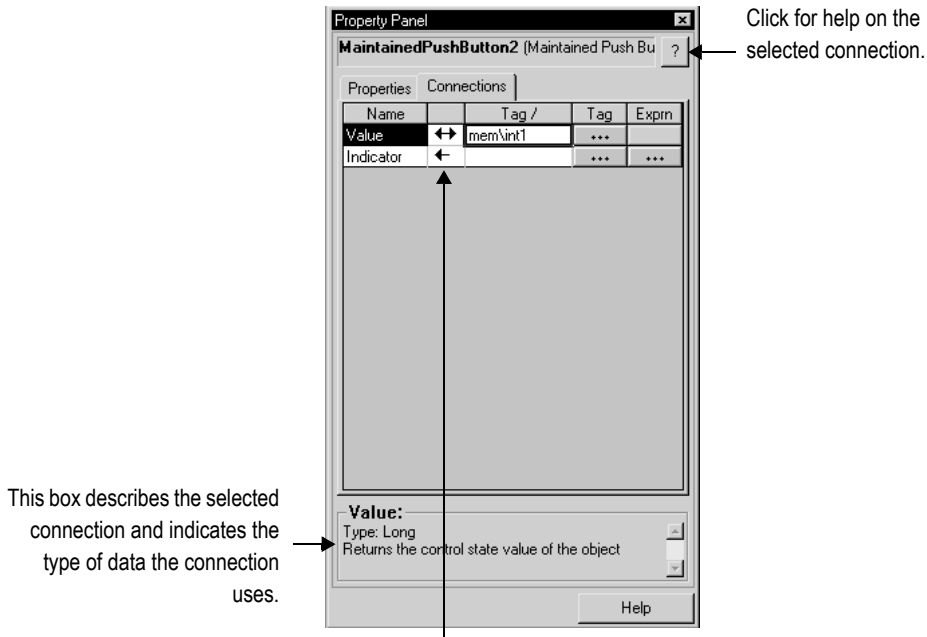 Property Panel
MaintainedPushButton2 (Maintained Push Bu
?
Click for help on the
selected connection.
Properties Connections
Name Tag / Tag Exprn
Value mem\int1 ...
Indicator ... ...
This box describes the selected
connection and indicates the
type of data the connection
uses.
Value:
Type: Long
Returns the control state value of the object
Help